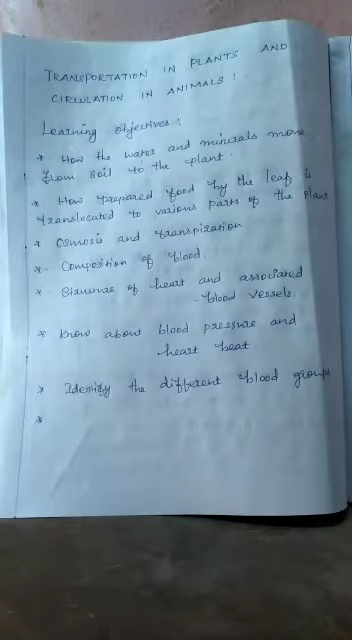 TRANSPORTATION IN PLANTS AND
CIRCULATION IN ANIMALS!
Learning objectives:
* How the water and minerals move
from soil to the plant.
* How prepared food by the leaf is
translocated to various parts of the plant
* Osmosis and transpiration
* Composition of blood.
* Structure of heart and associated
blood vessels.
* Know about blood pressure and
heart beat.
* Identify the different blood groups
*